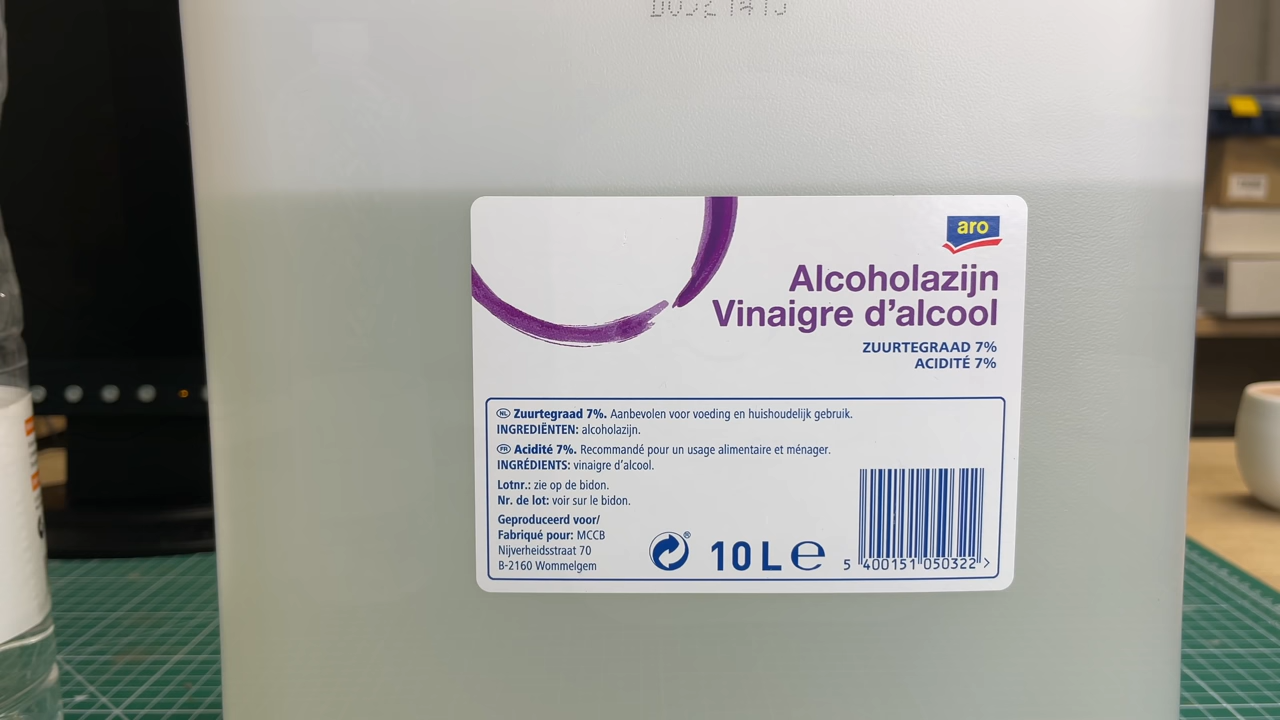 aro
Alcoholazijn
Vinaigre d'alcool
ZUURTEGRAAD 7%
ACIDITÉ 7%
NL Zuurtegraad 7%. Aanbevolen voor voeding en huishoudelijk gebruik.
INGREDIËNTEN: alcoholazijn.
FR Acidité 7%. Recommandé pour un usage alimentaire et ménager.
INGRÉDIENTS: vinaigre d'alcool.
Lotnr.: zie op de bidon.
Nr. de lot: voir sur le bidon.
Geproduceerd voor/
Fabriqué pour: MCCB
Nijverheidsstraat 70
B-2160 Wommelgem
® 10 L e
5 400151 050322 >